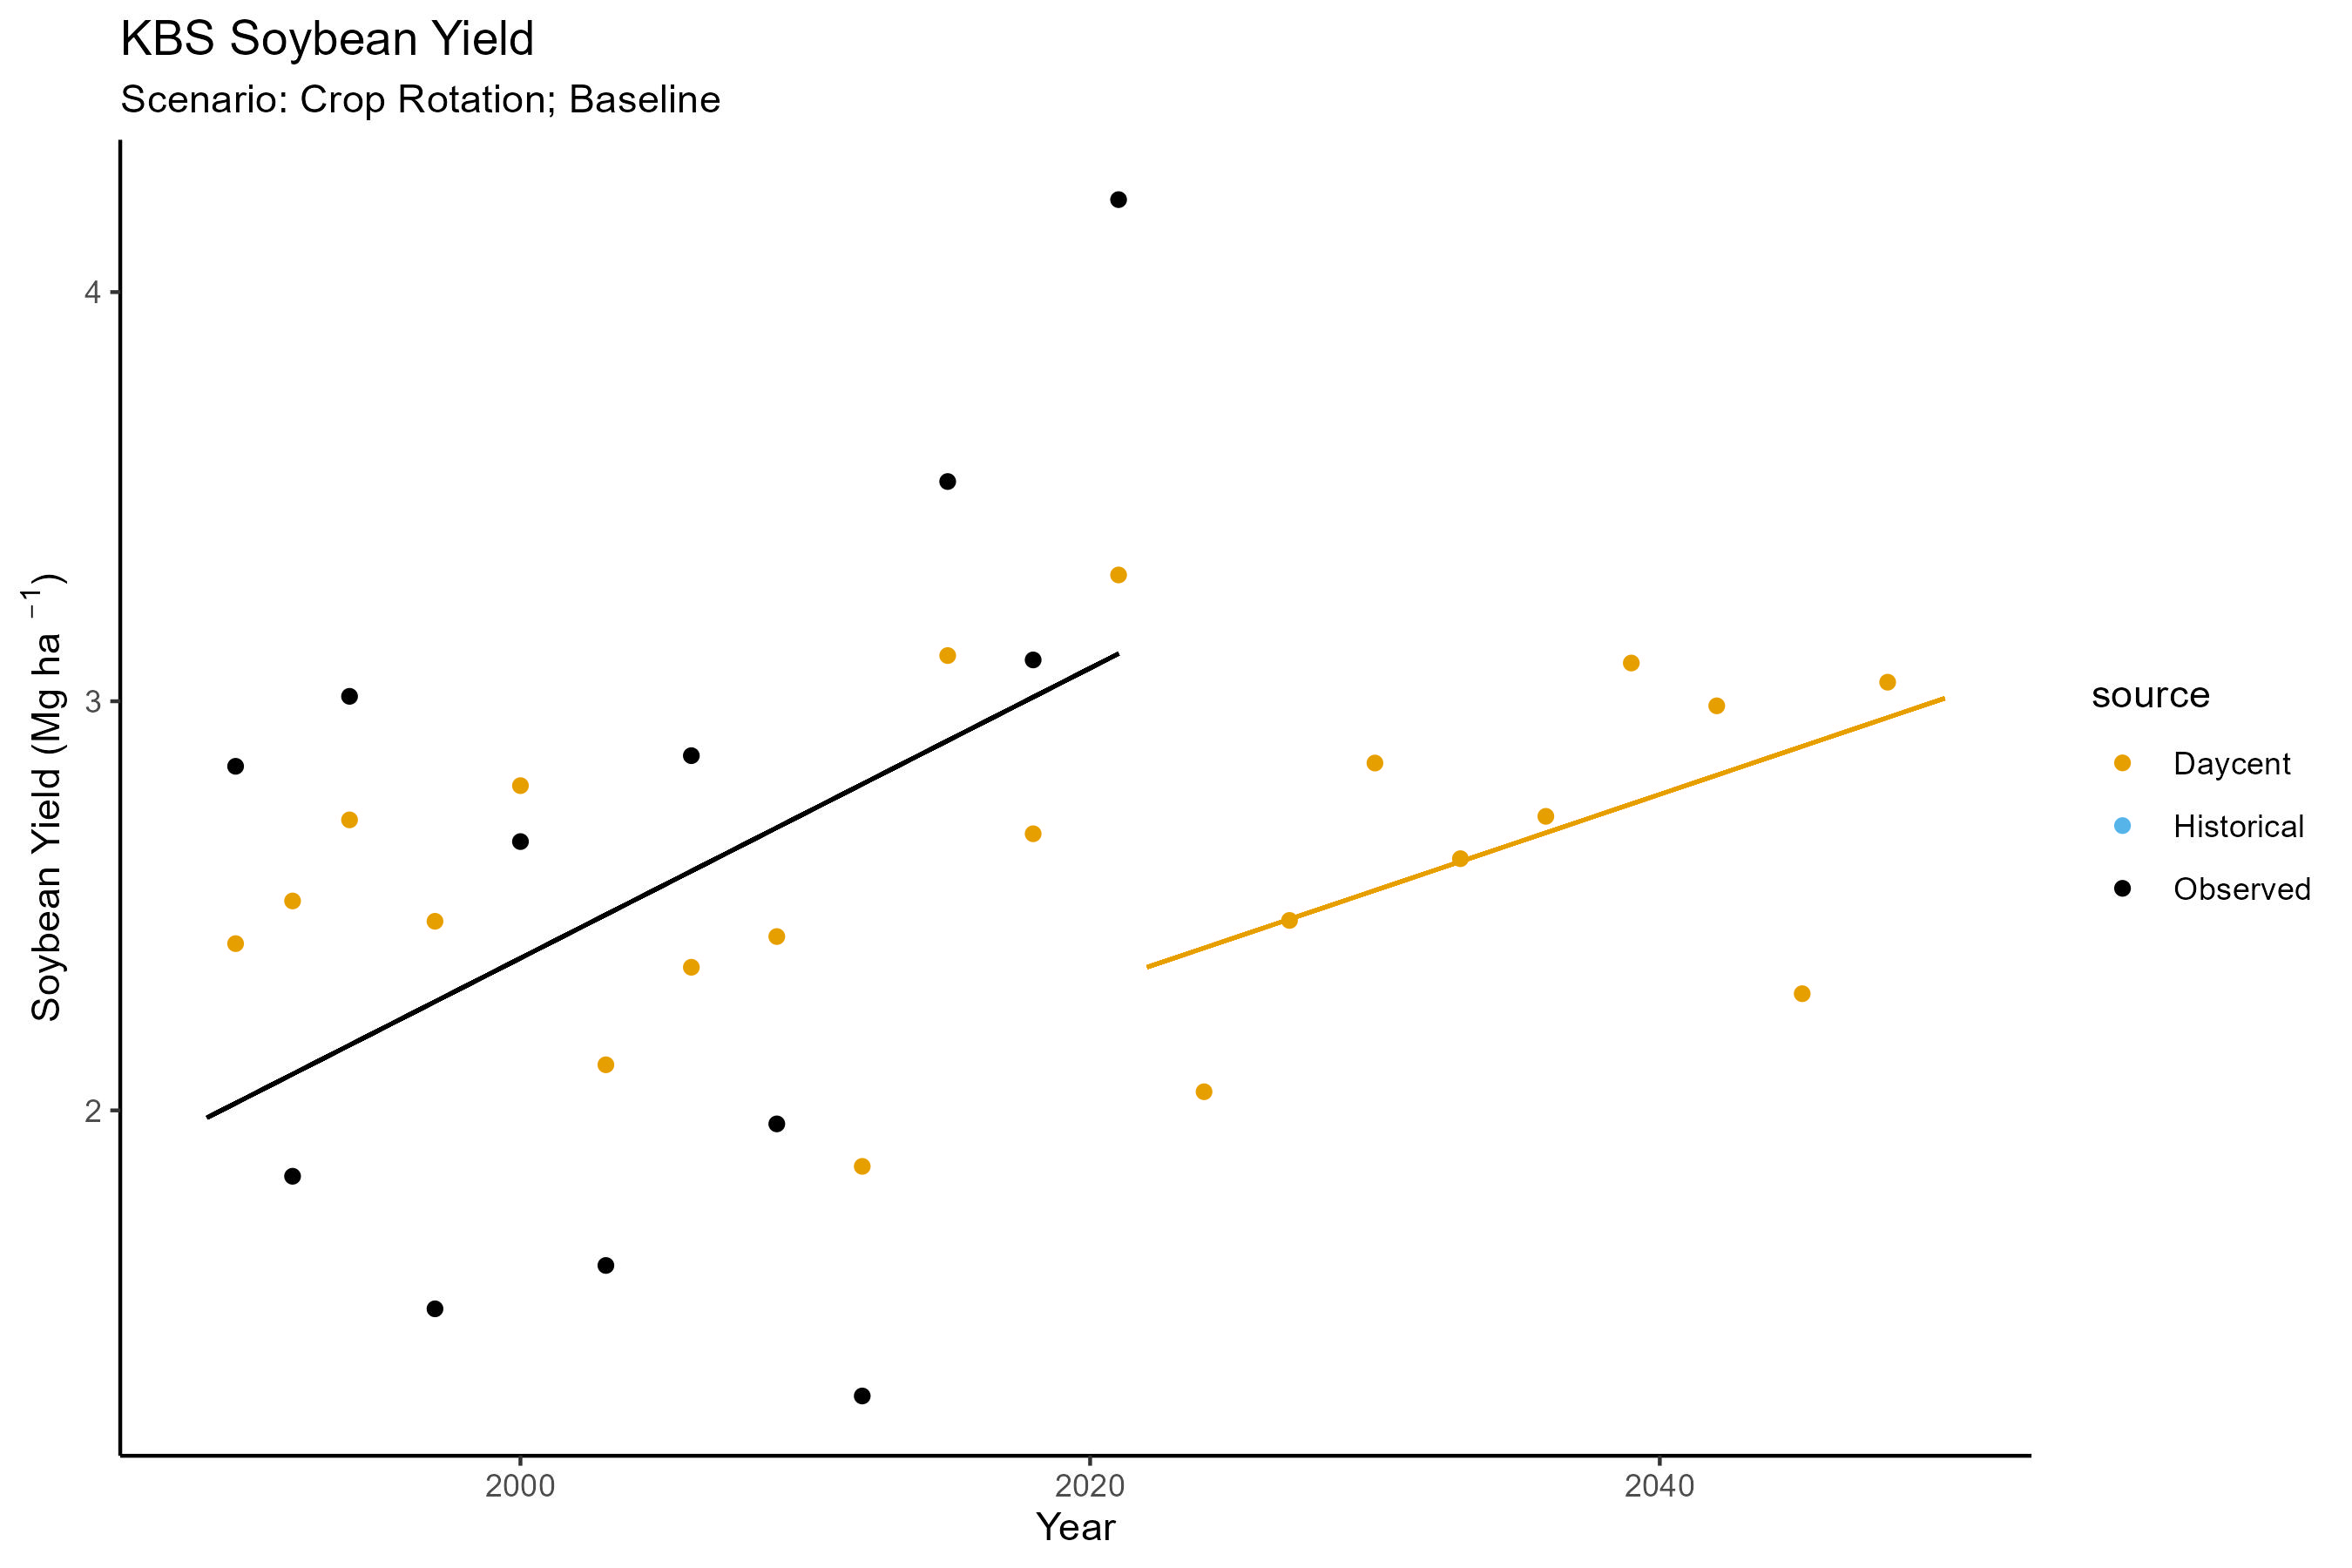 KBS Soybean Yield
Scenario: Crop Rotation; Baseline
Soybean Yield (Mg ha ⁻¹)
4
3
2
2000
2020
2040
Year
source
Daycent
Historical
Observed